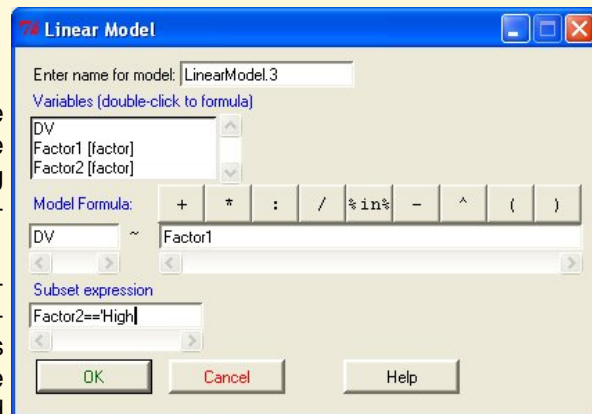 Linear Model
Enter name for model: LinearModel.3
Variables (double-click to formula)
DV
Factor1 [factor]
Factor2 [factor]
Model Formula: + * : / %in% - ^ ( )
DV ~ Factor1
Subset expression
Factor2=='High
OK Cancel Help